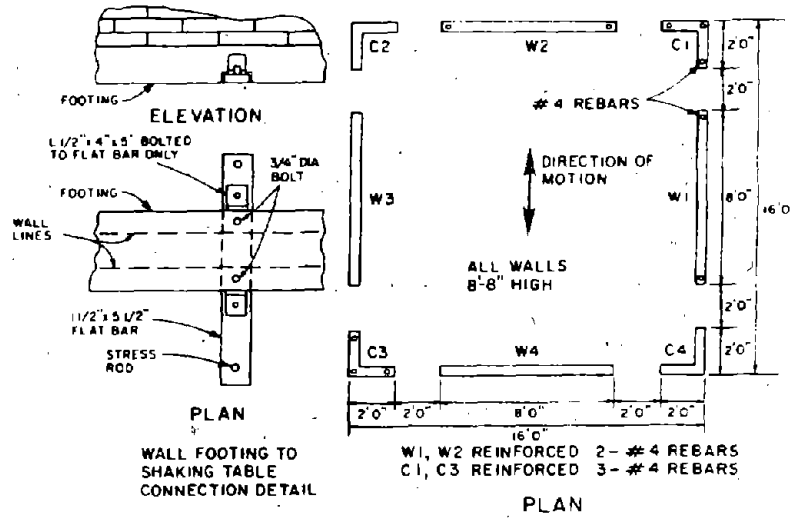 FOOTING
ELEVATION
L 1/2" x 4" x 5" BOLTED
TO FLAT BAR ONLY
3/4" DIA
BOLT
FOOTING
WALL
LINES
1 1/2" x 5 1/2"
FLAT BAR
STRESS
ROD
PLAN
WALL FOOTING TO
SHAKING TABLE
CONNECTION DETAIL
C2
W2
C1
2'0"
# 4 REBARS
2'0"
W3
DIRECTION OF
MOTION
W1
8'0"
16'0"
ALL WALLS
8'-8" HIGH
2'0"
C3
W4
C4
2'0"
2'0"
2'0"
8'0"
2'0"
2'0"
16'0"
W1, W2 REINFORCED 2- # 4 REBARS
C1, C3 REINFORCED 3- # 4 REBARS
PLAN